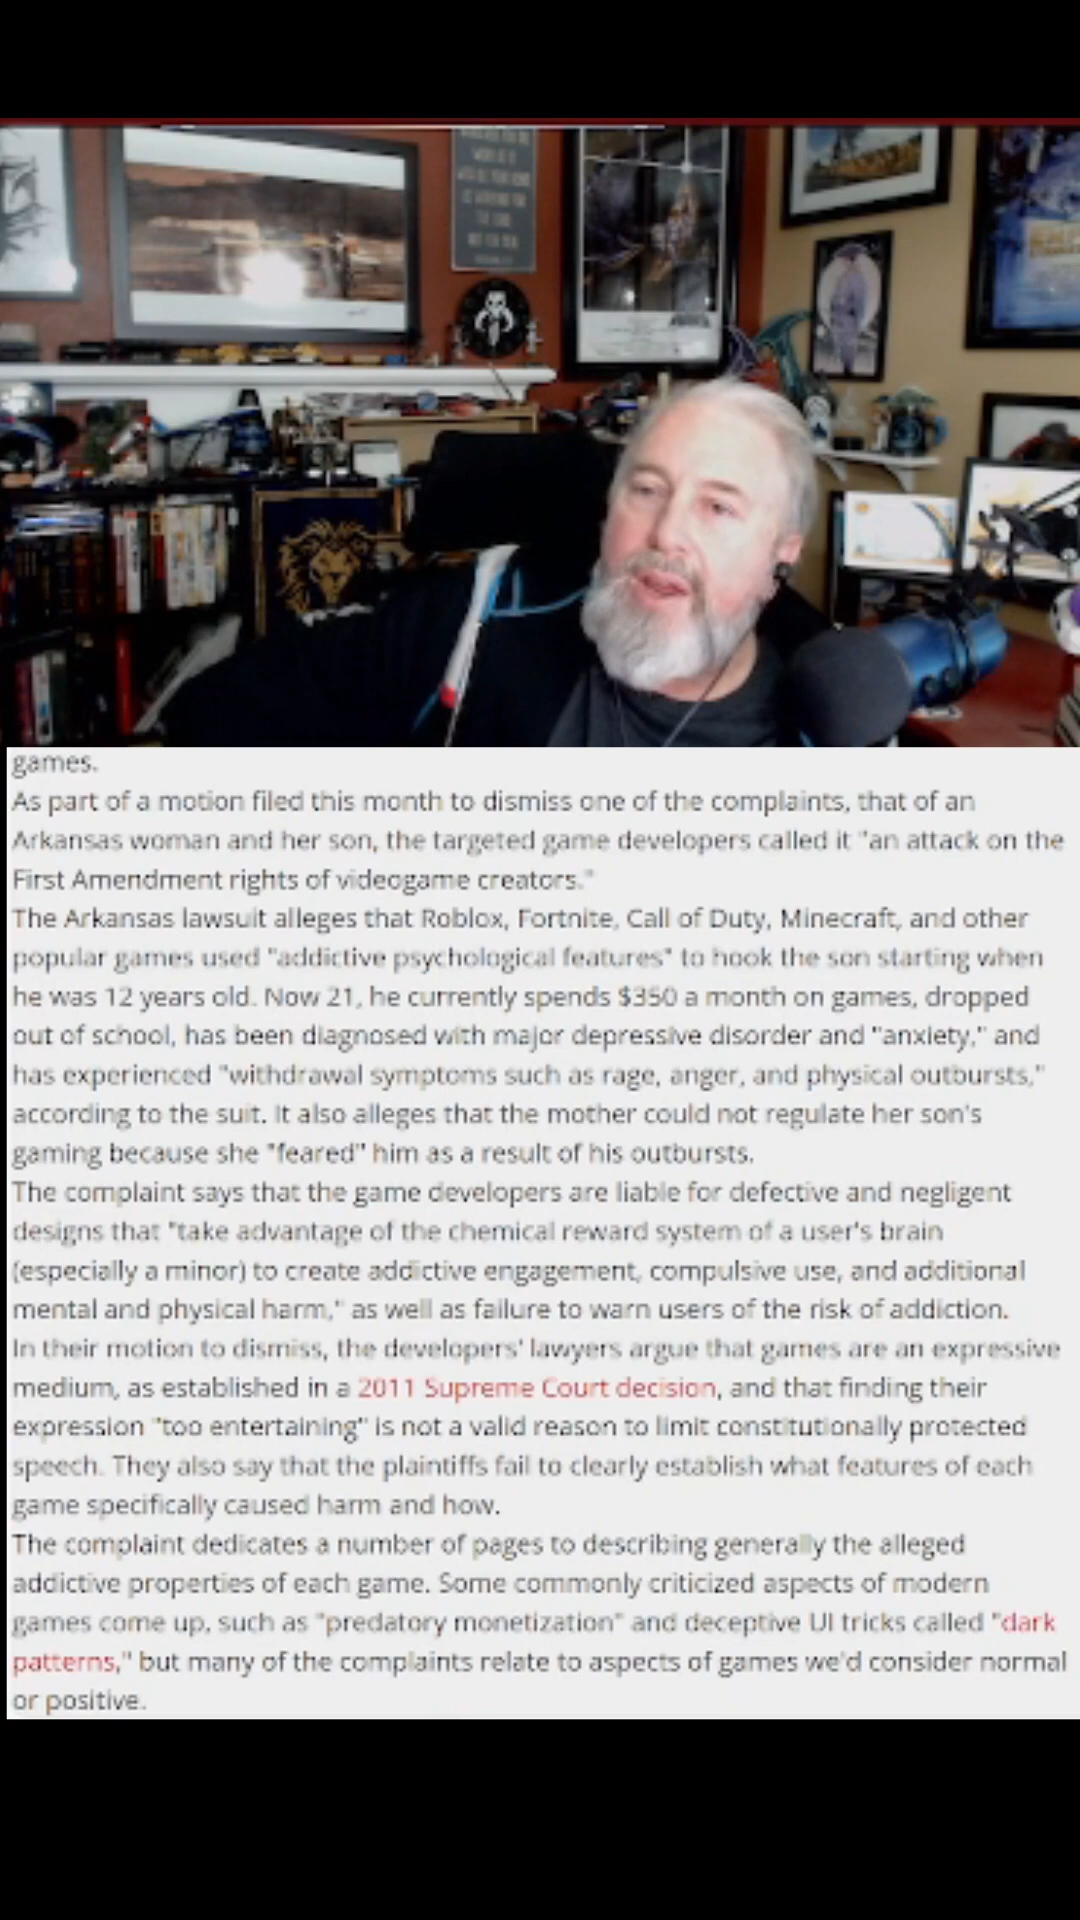 games.
As part of a motion filed this month to dismiss one of the complaints, that of an
Arkansas woman and her son, the targeted game developers called it "an attack on the
First Amendment rights of videogame creators."
The Arkansas lawsuit alleges that Roblox, Fortnite, Call of Duty, Minecraft, and other
popular games used "addictive psychological features" to hook the son starting when
he was 12 years old. Now 21, he currently spends $350 a month on games, dropped
out of school, has been diagnosed with major depressive disorder and "anxiety," and
has experienced "withdrawal symptoms such as rage, anger, and physical outbursts,"
according to the suit. It also alleges that the mother could not regulate her son's
gaming because she "feared" him as a result of his outbursts.
The complaint says that the game developers are liable for defective and negligent
designs that "take advantage of the chemical reward system of a user's brain
(especially a minor) to create addictive engagement, compulsive use, and additional
mental and physical harm," as well as failure to warn users of the risk of addiction.
In their motion to dismiss, the developers' lawyers argue that games are an expressive
medium, as established in a 2011 Supreme Court decision, and that finding their
expression "too entertaining" is not a valid reason to limit constitutionally protected
speech. They also say that the plaintiffs fail to clearly establish what features of each
game specifically caused harm and how.
The complaint dedicates a number of pages to describing generally the alleged
addictive properties of each game. Some commonly criticized aspects of modern
games come up, such as "predatory monetization" and deceptive UI tricks called "dark
patterns," but many of the complaints relate to aspects of games we'd consider normal
or positive.